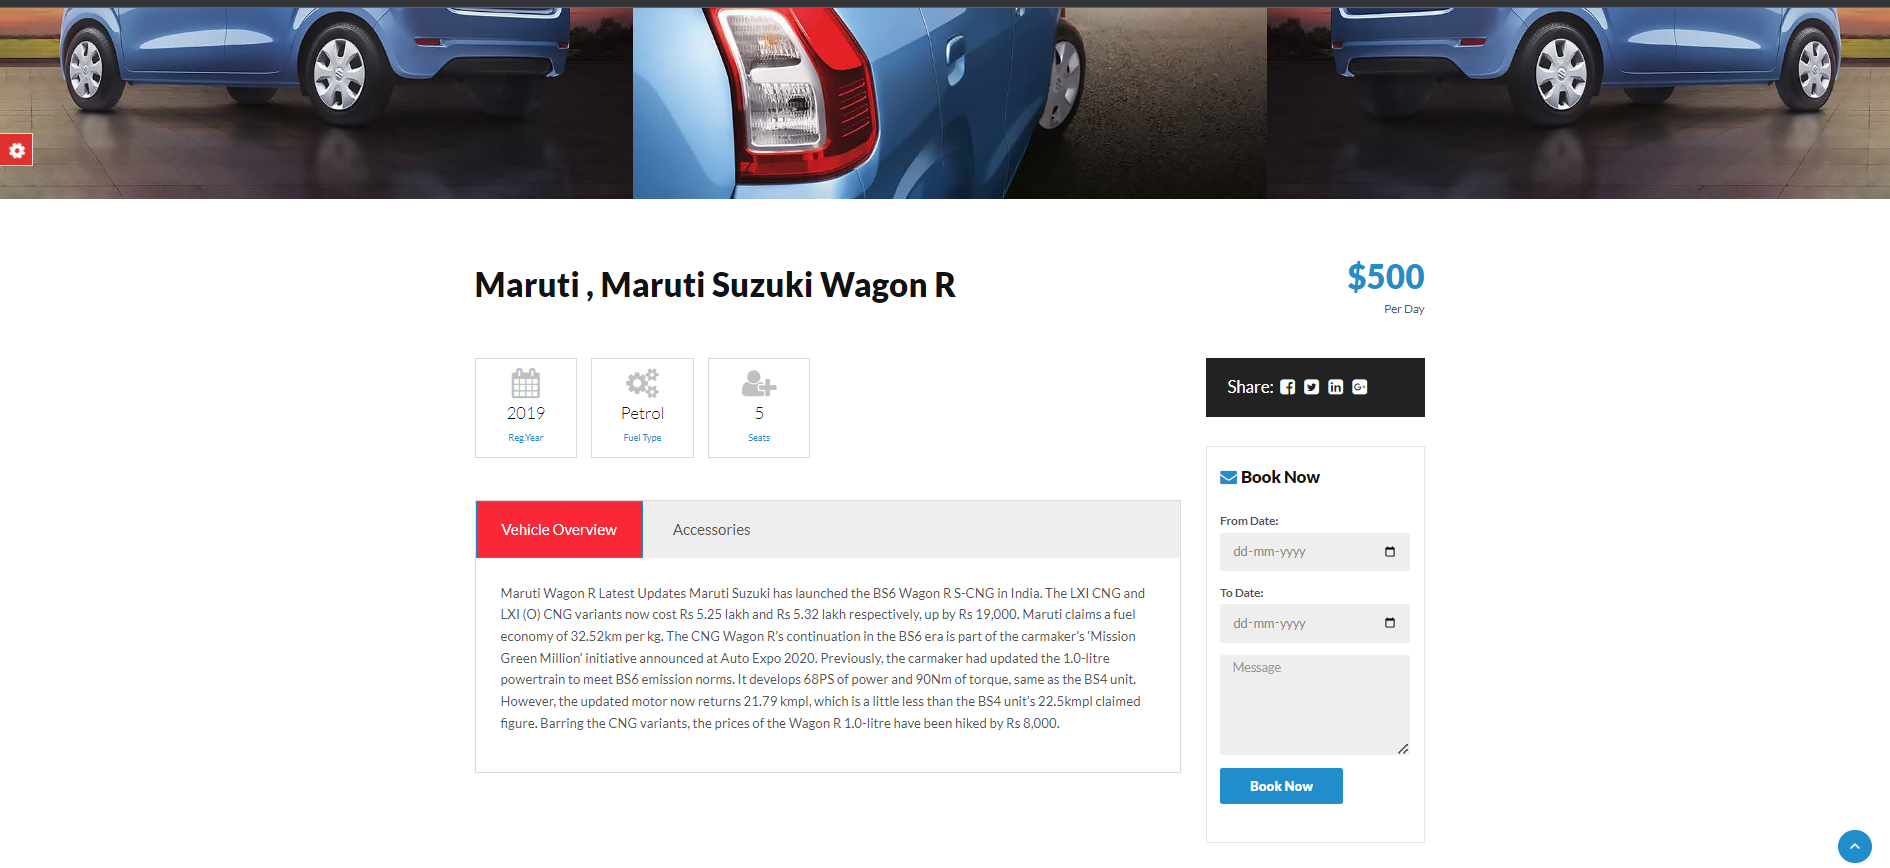 Maruti , Maruti Suzuki Wagon R
$500
Per Day
2019
Reg.Year
Petrol
Fuel Type
5
Seats
Share:
Vehicle Overview
Accessories
Maruti Wagon R Latest Updates Maruti Suzuki has launched the BS6 Wagon R S-CNG in India. The LXI CNG and
LXI (O) CNG variants now cost Rs 5.25 lakh and Rs 5.32 lakh respectively, up by Rs 19,000. Maruti claims a fuel
economy of 32.52km per kg. The CNG Wagon R’s continuation in the BS6 era is part of the carmaker’s ‘Mission
Green Million’ initiative announced at Auto Expo 2020. Previously, the carmaker had updated the 1.0-litre
powertrain to meet BS6 emission norms. It develops 68PS of power and 90Nm of torque, same as the BS4 unit.
However, the updated motor now returns 21.79 kmpl, which is a little less than the BS4 unit’s 22.5kmpl claimed
figure. Barring the CNG variants, the prices of the Wagon R 1.0-litre have been hiked by Rs 8,000.
Book Now
From Date:
dd-mm-yyyy
To Date:
dd-mm-yyyy
Message
Book Now